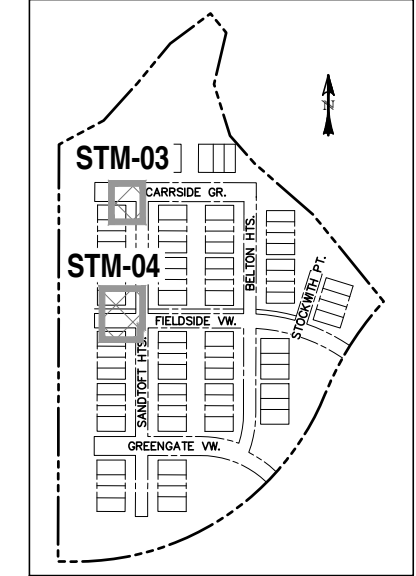 N
STM-03
CARRSIDE GR.
BELTON HTS.
STM-04
STOCKWITH PT.
FIELDSIDE VW.
SANDTOFT HTS.
GREENGATE VW.